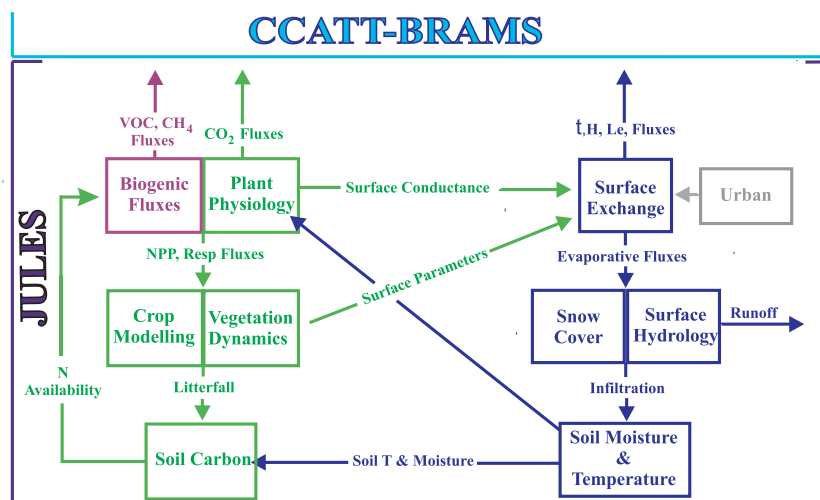 CCATT-BRAMS
JULES
VOC, CH4
Fluxes
CO2 Fluxes
t,H, Le, Fluxes
Biogenic
Fluxes
Plant
Physiology
Surface Conductance
Surface
Exchange
Urban
NPP, Resp Fluxes
Surface Parameters
Evaporative Fluxes
Crop
Modelling
Vegetation
Dynamics
Snow
Cover
Surface
Hydrology
Runoff
N
Availability
Litterfall
Infiltration
Soil Carbon
Soil T & Moisture
Soil Moisture
&
Temperature